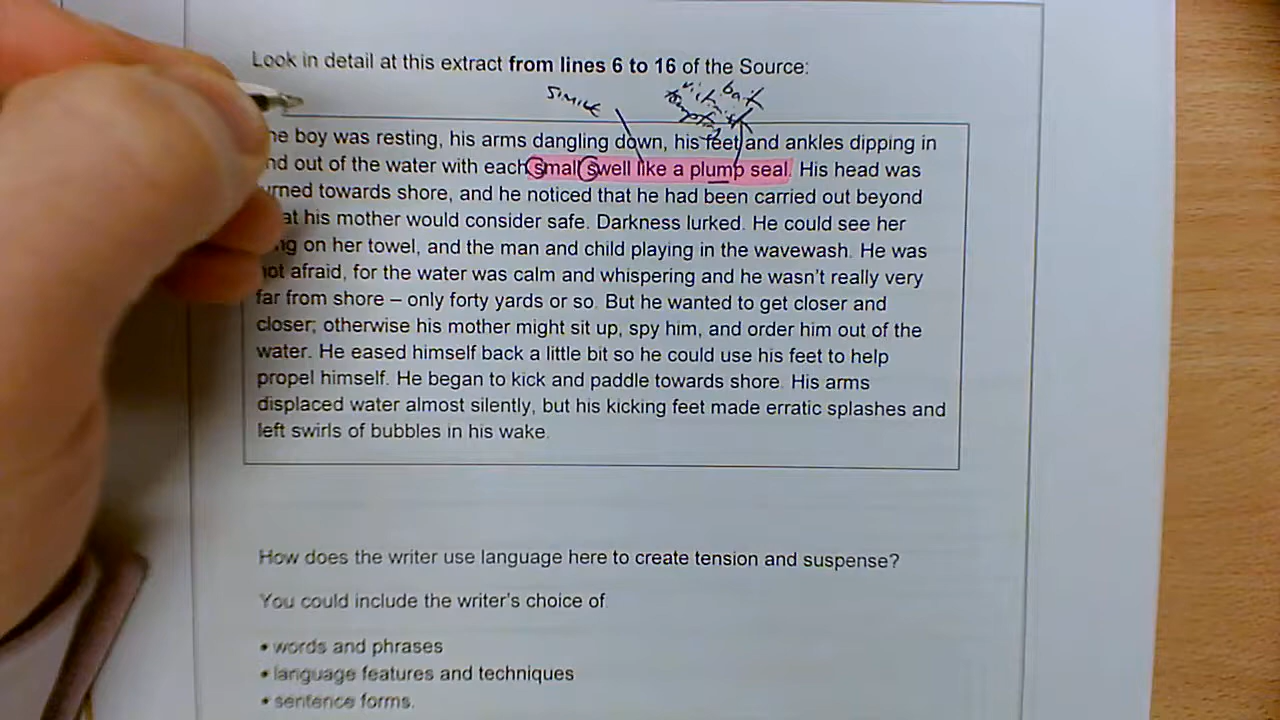 Look in detail at this extract from lines 6 to 16 of the Source:
simile
victim bait
he boy was resting, his arms dangling down, his feet and ankles dipping in
nd out of the water with each small swell like a plump seal. His head was
urned towards shore, and he noticed that he had been carried out beyond
at his mother would consider safe. Darkness lurked. He could see her
ng on her towel, and the man and child playing in the wavewash. He was
not afraid, for the water was calm and whispering and he wasn't really very
far from shore – only forty yards or so. But he wanted to get closer and
closer; otherwise his mother might sit up, spy him, and order him out of the
water. He eased himself back a little bit so he could use his feet to help
propel himself. He began to kick and paddle towards shore. His arms
displaced water almost silently, but his kicking feet made erratic splashes and
left swirls of bubbles in his wake.
How does the writer use language here to create tension and suspense?
You could include the writer's choice of
• words and phrases
• language features and techniques
• sentence forms.